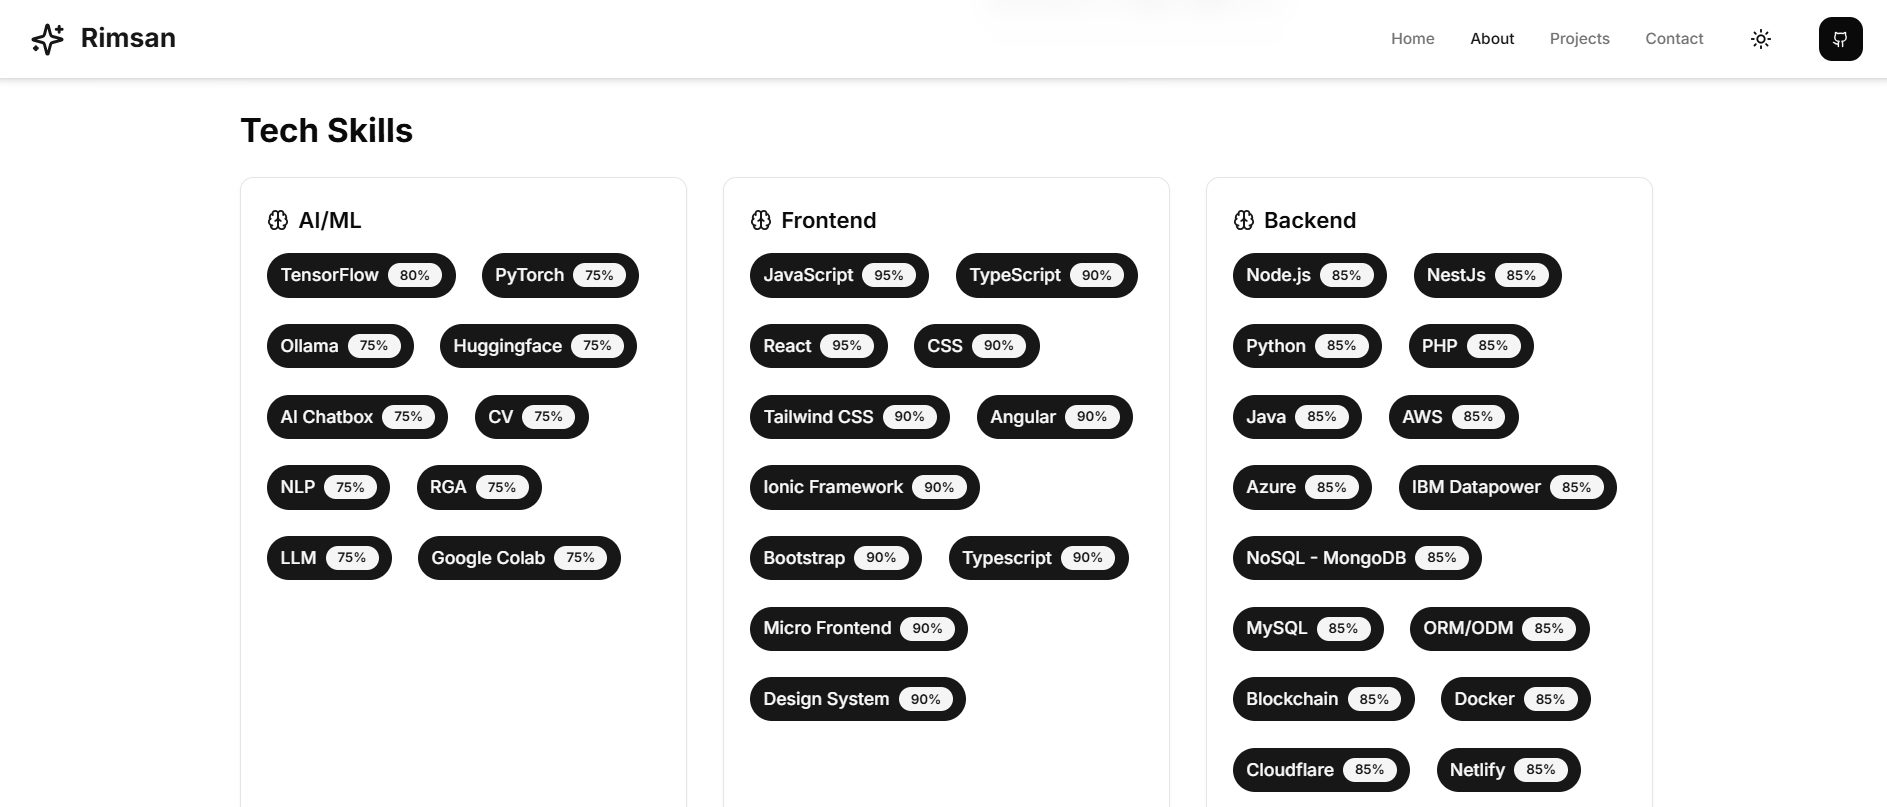 Rimsan
Home About Projects Contact
Tech Skills
AI/ML
TensorFlow 80% PyTorch 75%
Ollama 75% Huggingface 75%
AI Chatbox 75% CV 75%
NLP 75% RGA 75%
LLM 75% Google Colab 75%
Frontend
JavaScript 95% TypeScript 90%
React 95% CSS 90%
Tailwind CSS 90% Angular 90%
Ionic Framework 90%
Bootstrap 90% Typescript 90%
Micro Frontend 90%
Design System 90%
Backend
Node.js 85% NestJs 85%
Python 85% PHP 85%
Java 85% AWS 85%
Azure 85% IBM Datapower 85%
NoSQL - MongoDB 85%
MySQL 85% ORM/ODM 85%
Blockchain 85% Docker 85%
Cloudflare 85% Netlify 85%